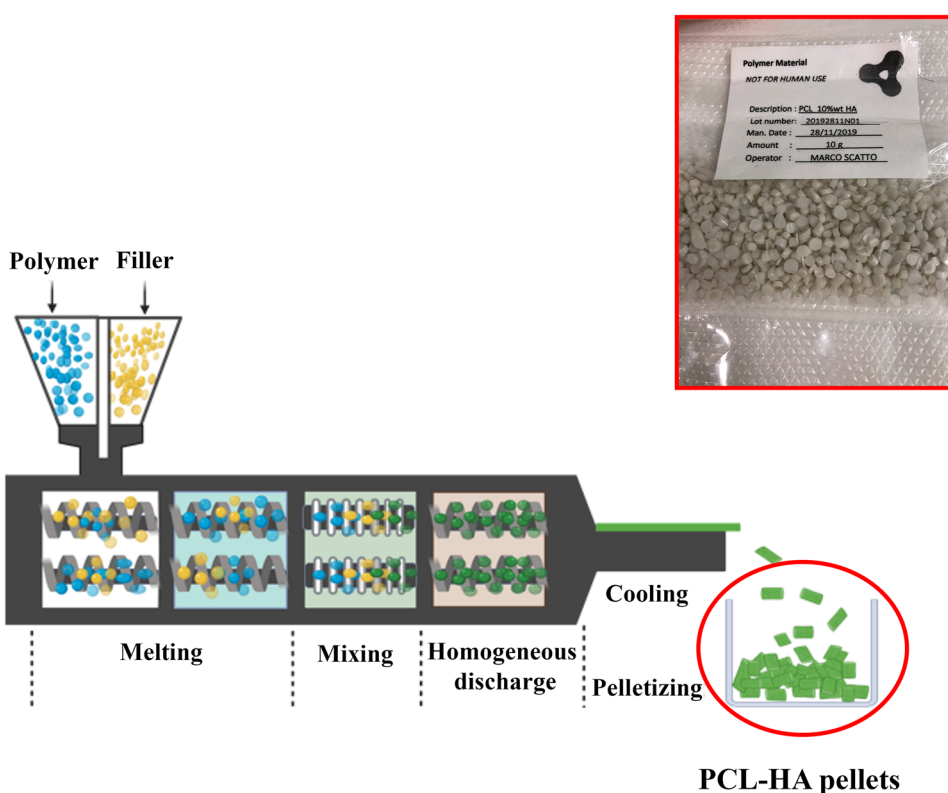 Polymer Material
NOT FOR HUMAN USE
Description : PCL 10%wt HA
Lot number: 20192811N01
Man. Date : 28/11/2019
Amount : 10 g
Operator : MARCO SCATTO
Polymer Filler
Cooling
Melting
Mixing
Homogeneous
discharge
Pelletizing
PCL-HA pellets